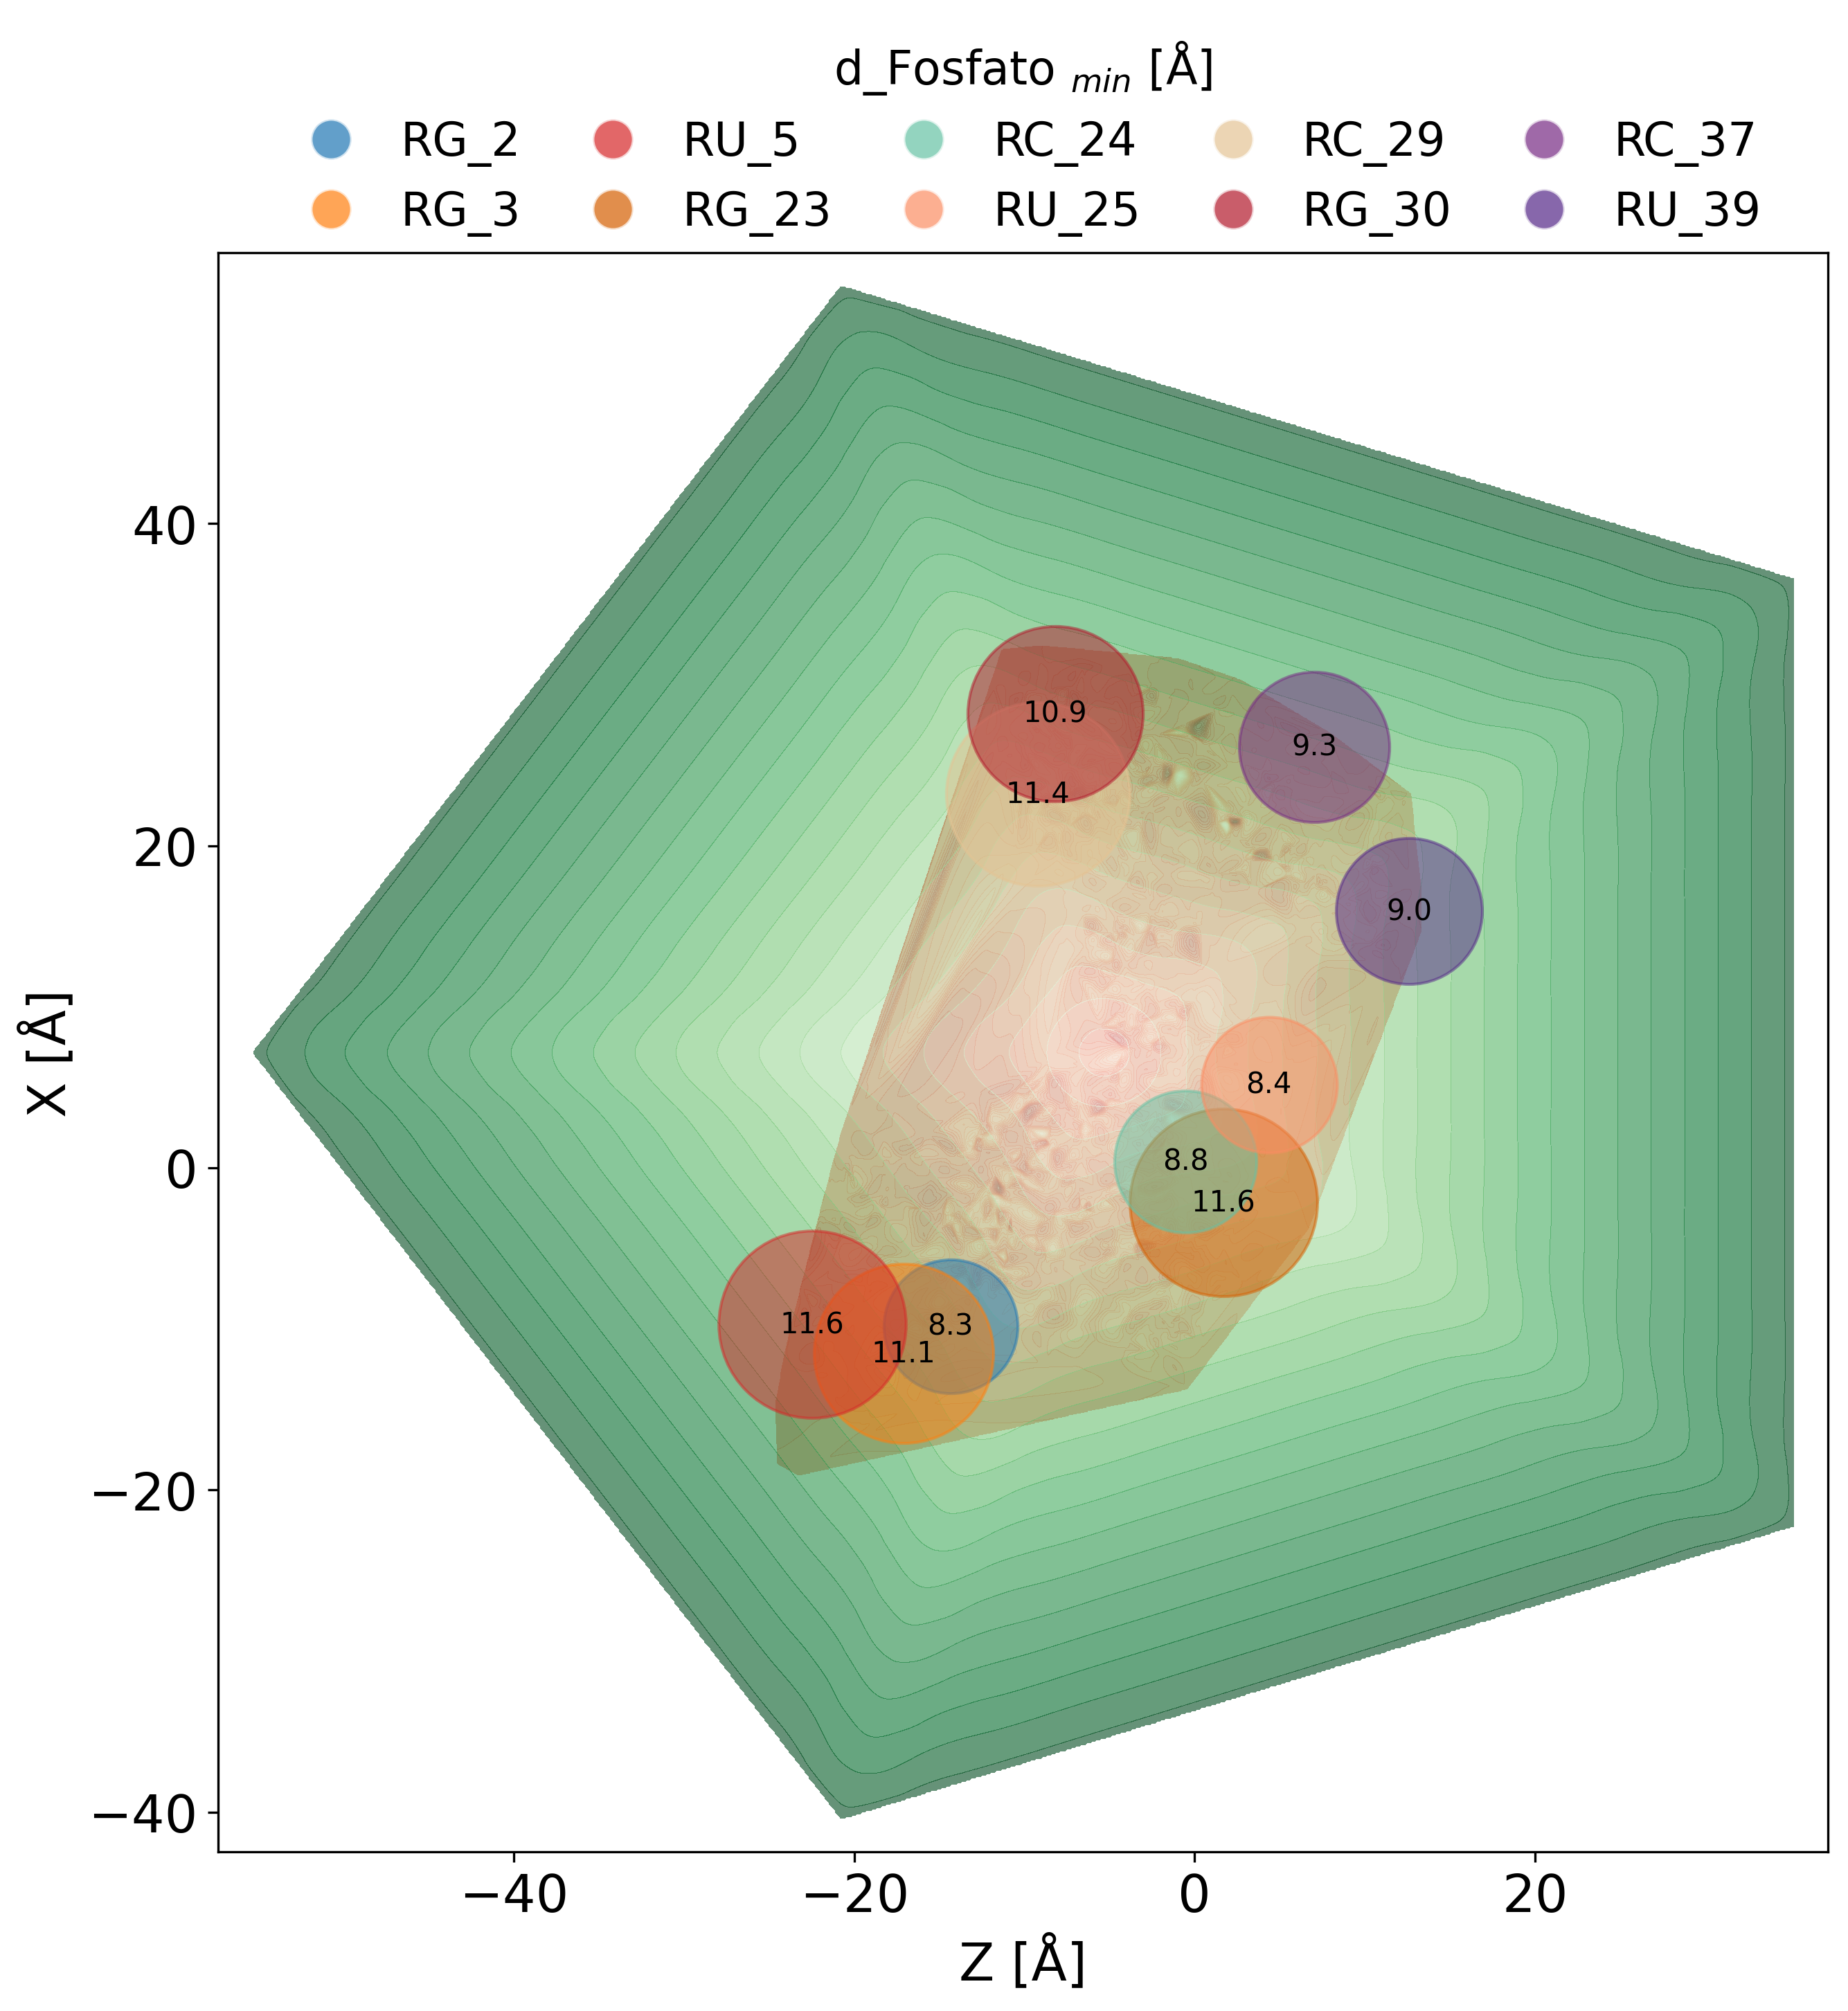 d_Fosfato min [Å]
RG_2 RU_5 RC_24 RC_29 RC_37
RG_3 RG_23 RU_25 RG_30 RU_39
10.9
9.3
11.4
9.0
8.4
8.8
11.6
11.6
8.3
11.1
40
20
0
−20
−40
X [Å]
−40 −20 0 20
Z [Å]